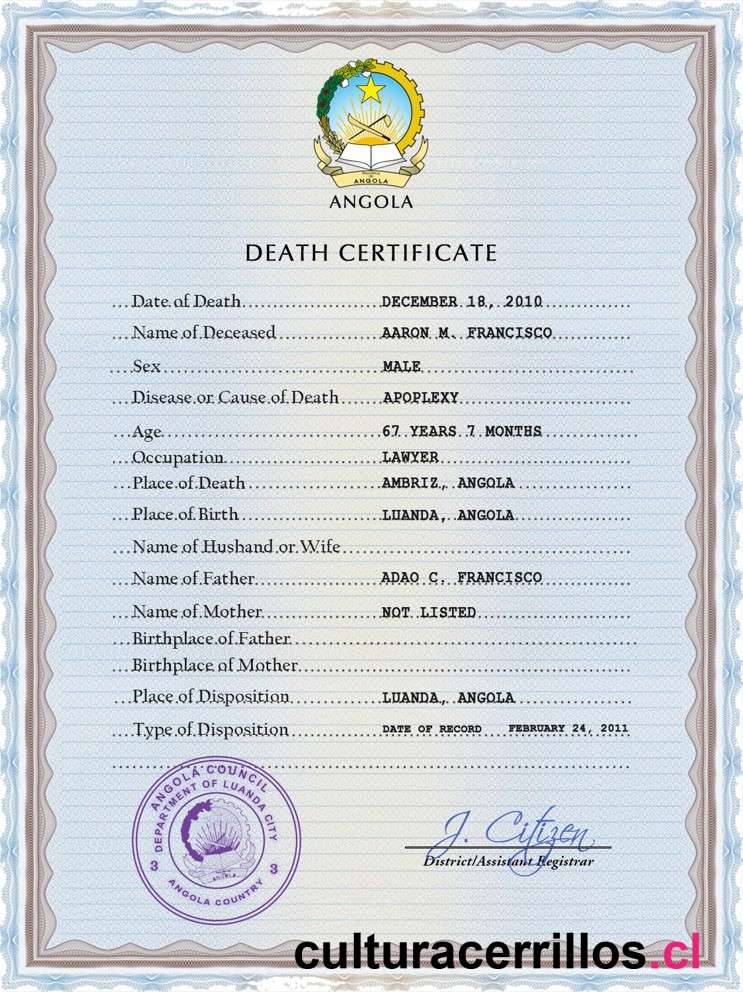 ANGOLA
ANGOLA
DEATH CERTIFICATE
Date of Death DECEMBER 18, 2010
Name of Deceased AARON M. FRANCISCO
Sex MALE
Disease or Cause of Death APOPLEXY
Age 67 YEARS 7 MONTHS
Occupation LAWYER
Place of Death AMBRIZ, ANGOLA
Place of Birth LUANDA, ANGOLA
Name of Husband or Wife
Name of Father ADAO C. FRANCISCO
Name of Mother NOT LISTED
Birthplace of Father
Birthplace of Mother
Place of Disposition LUANDA, ANGOLA
Type of Disposition DATE OF RECORD FEBRUARY 24, 2011
ANGOLA COUNCIL
DEPARTMENT OF LUANDA CITY
3 3
ANGOLA COUNTRY
J. Citizen
District/Assistant Registrar
culturacerrillos.cl